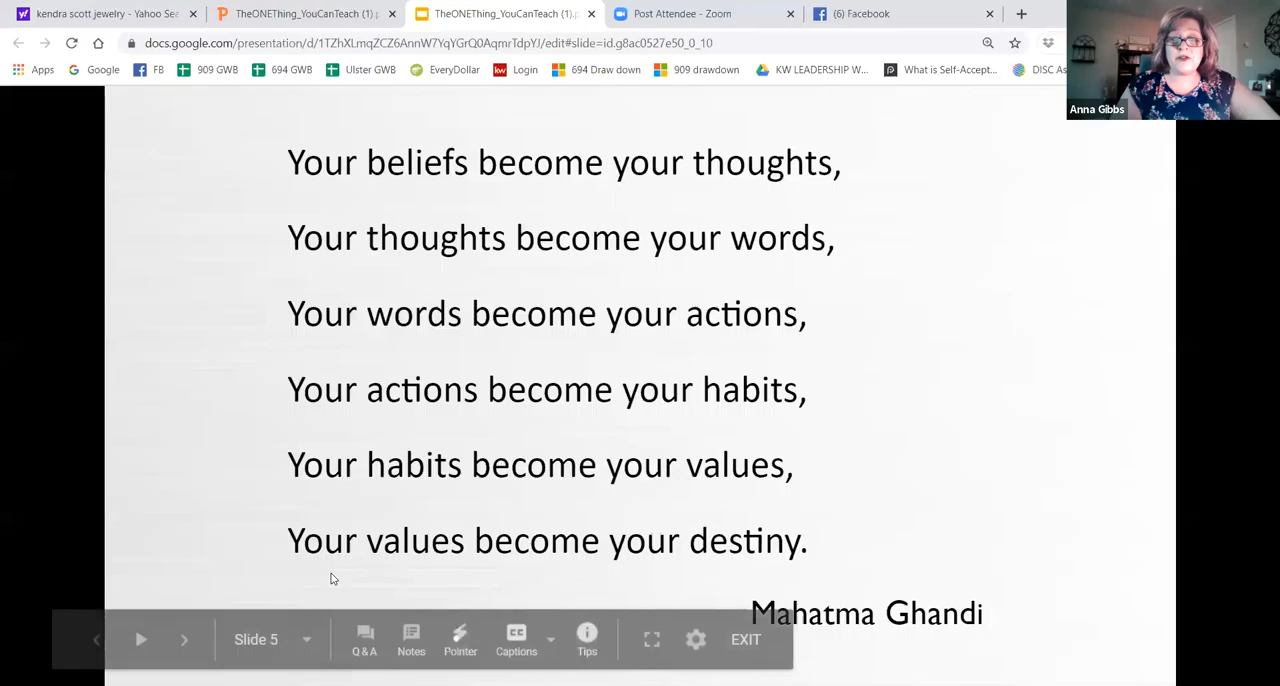 kendra scott jewelry - Yahoo Sea
TheONEThing_YouCanTeach (1).p
TheONEThing_YouCanTeach (1).p
Post Attendee - Zoom
(6) Facebook
docs.google.com/presentation/d/1TZhXLmqZCZ6AnnW7YqYGrQ0AqmrTdpYJ/edit#slide=id.g8ac0527e50_0_10
Apps
Google
FB
909 GWB
694 GWB
Ulster GWB
EveryDollar
kw Login
694 Draw down
909 drawdown
KW LEADERSHIP W...
What is Self-Accept...
DISC As
Anna Gibbs
Your beliefs become your thoughts,
Your thoughts become your words,
Your words become your actions,
Your actions become your habits,
Your habits become your values,
Your values become your destiny.
Mahatma Ghandi
Slide 5
Q & A
Notes
Pointer
CC
Captions
Tips
EXIT